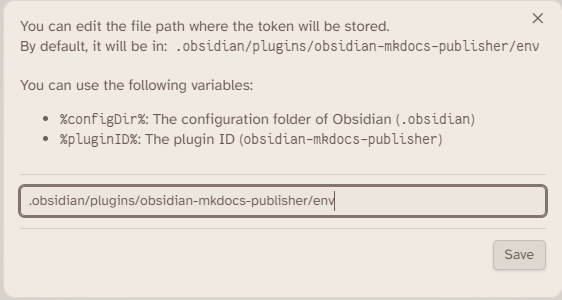 You can edit the file path where the token will be stored.
By default, it will be in: .obsidian/plugins/obsidian-mkdocs-publisher/env
You can use the following variables:
• %configDir%: The configuration folder of Obsidian (.obsidian)
• %pluginID%: The plugin ID (obsidian-mkdocs-publisher)
.obsidian/plugins/obsidian-mkdocs-publisher/env
Save